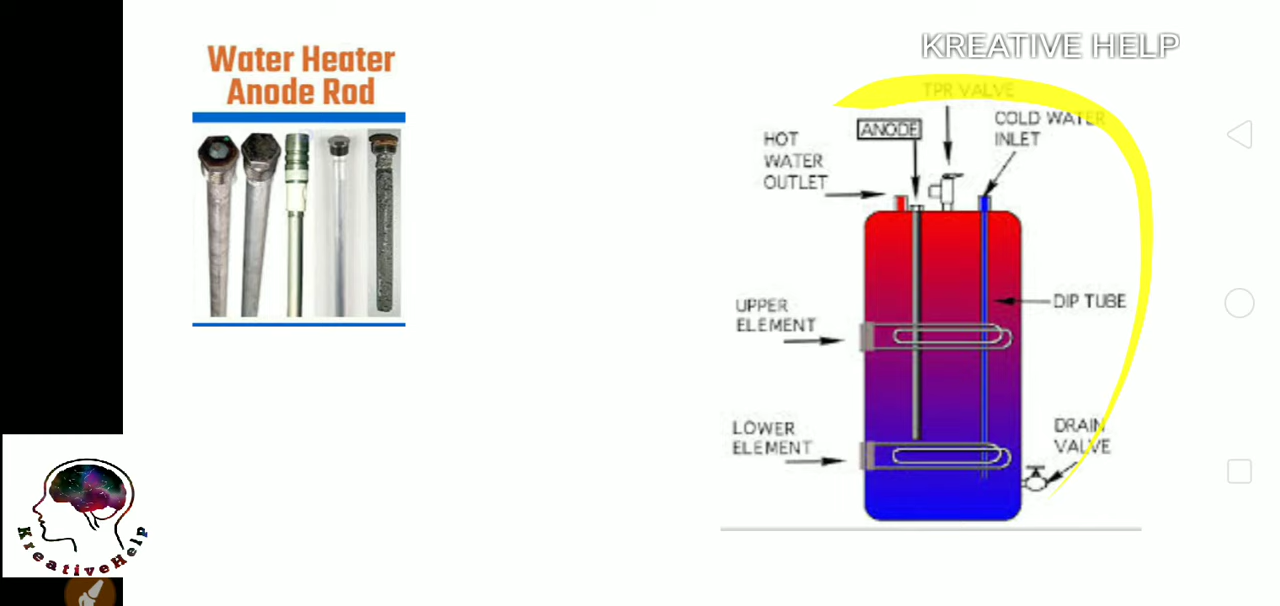 KREATIVE HELP
Water Heater
Anode Rod
TPR VALVE
COLD WATER
INLET
ANODE
HOT
WATER
OUTLET
UPPER
ELEMENT
DIP TUBE
LOWER
ELEMENT
DRAIN
VALVE
KreativeHelp